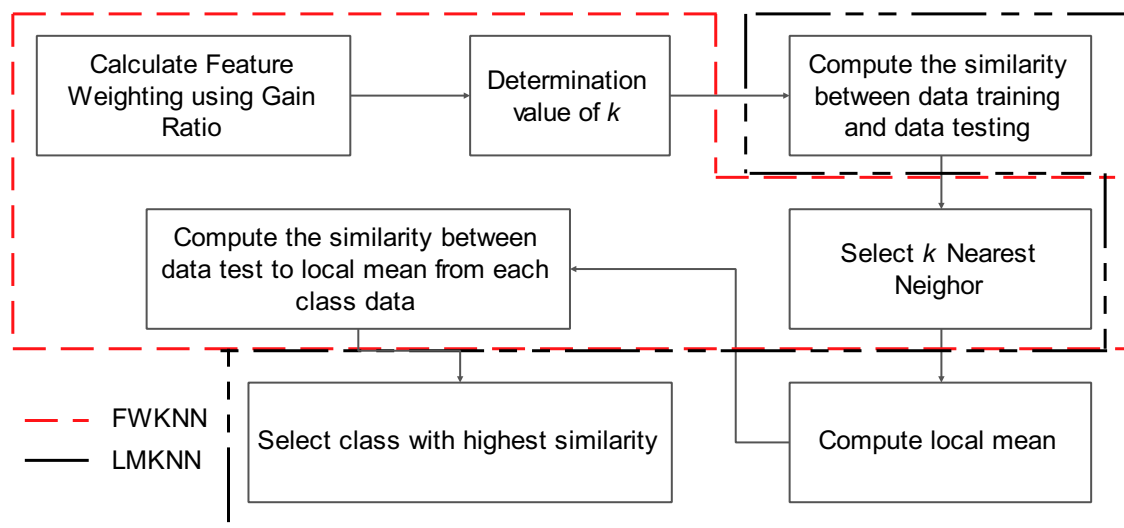 Calculate Feature
Weighting using Gain
Ratio
Determination
value of k
Compute the similarity
between data training
and data testing
Compute the similarity between
data test to local mean from each
class data
Select k Nearest
Neighor
Select class with highest similarity
Compute local mean
FWKNN
LMKNN